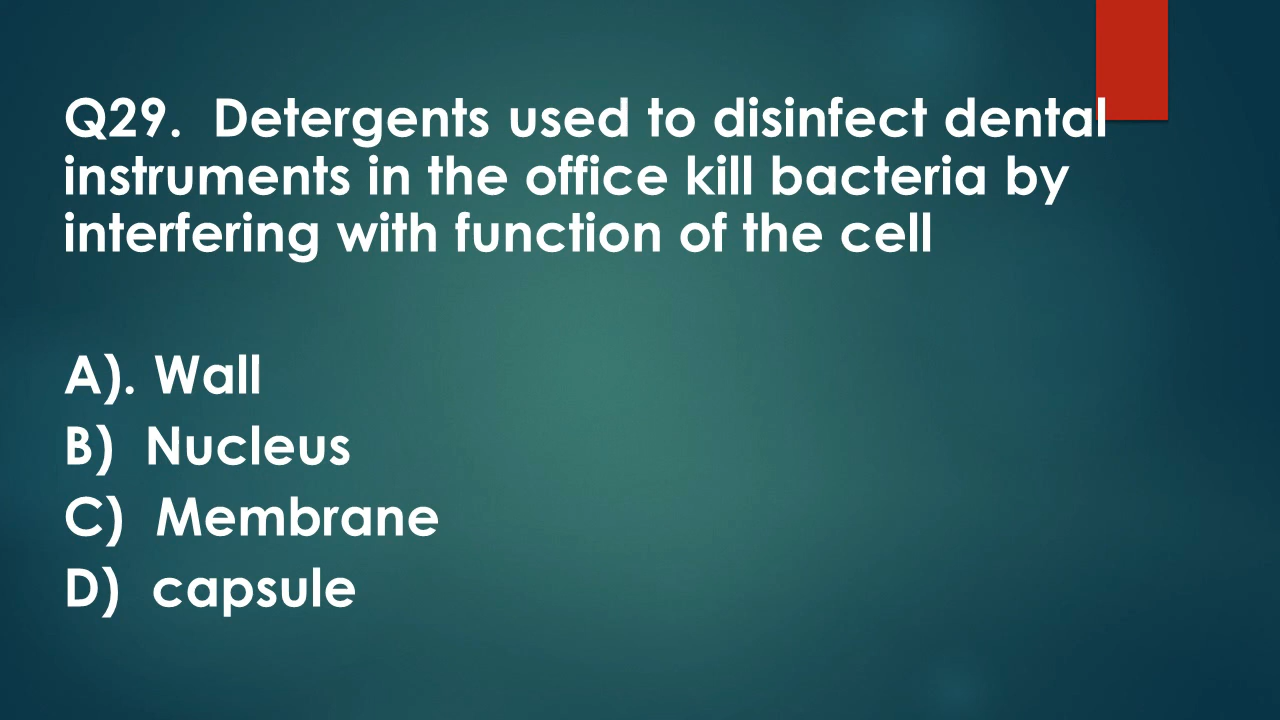 Q29. Detergents used to disinfect dental
instruments in the office kill bacteria by
interfering with function of the cell
A). Wall
B) Nucleus
C) Membrane
D) capsule